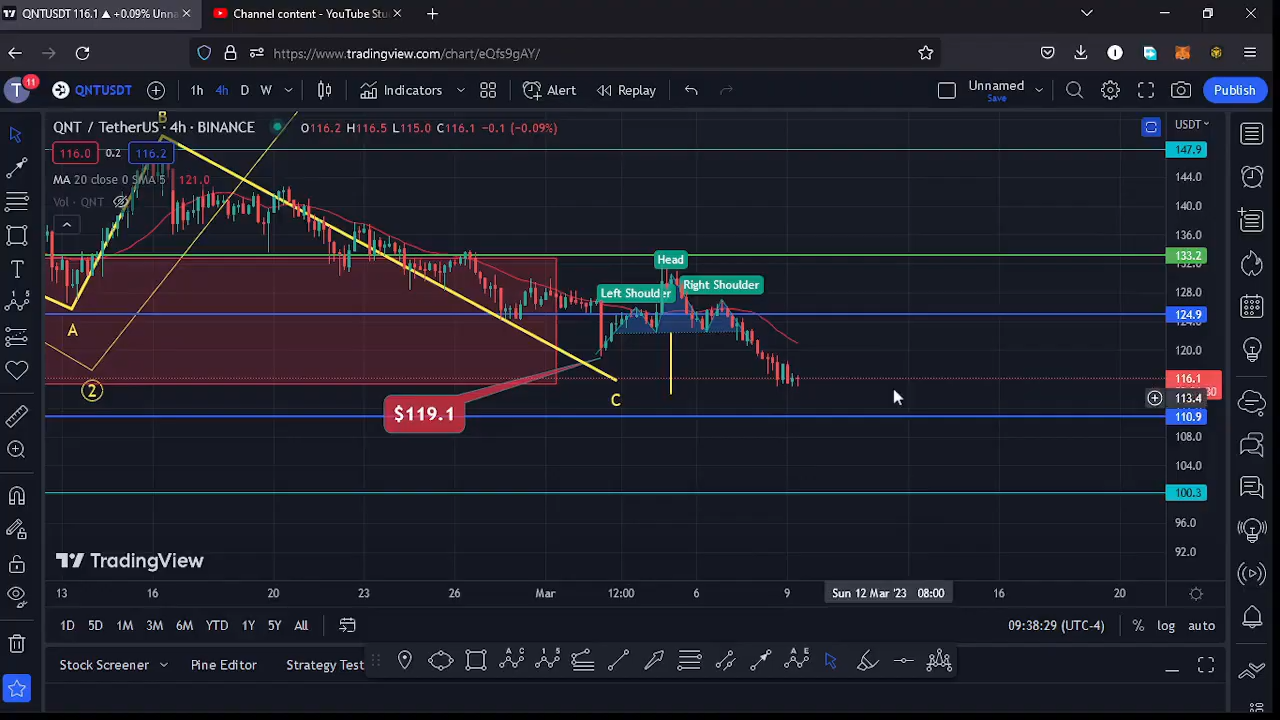 QNTUSDT 116.1 ▲ +0.09% Unna
Channel content - YouTube Stu
https://www.tradingview.com/chart/eQfs9gAY/
T 11 QNTUSDT 1h 4h D W Indicators Alert Replay Unnamed Save Publish
QNT / TetherUS · 4h · BINANCE O116.2 H116.5 L115.0 C116.1 -0.1 (-0.09%) USDT
116.0 0.2 116.2
MA 20 close 0 SMA 5 121.0
Vol · QNT
B
A
2
C
$119.1
Left Shoulder
Head
Right Shoulder
147.9
144.0
140.0
136.0
133.2
132.0
128.0
124.9
124.0
120.0
116.1
113.4
110.9
108.0
104.0
100.3
96.0
92.0
TradingView
13 16 20 23 26 Mar 12:00 6 9 Sun 12 Mar '23 08:00 16 20
1D 5D 1M 3M 6M YTD 1Y 5Y All 09:38:29 (UTC-4) % log auto
Stock Screener Pine Editor Strategy Test